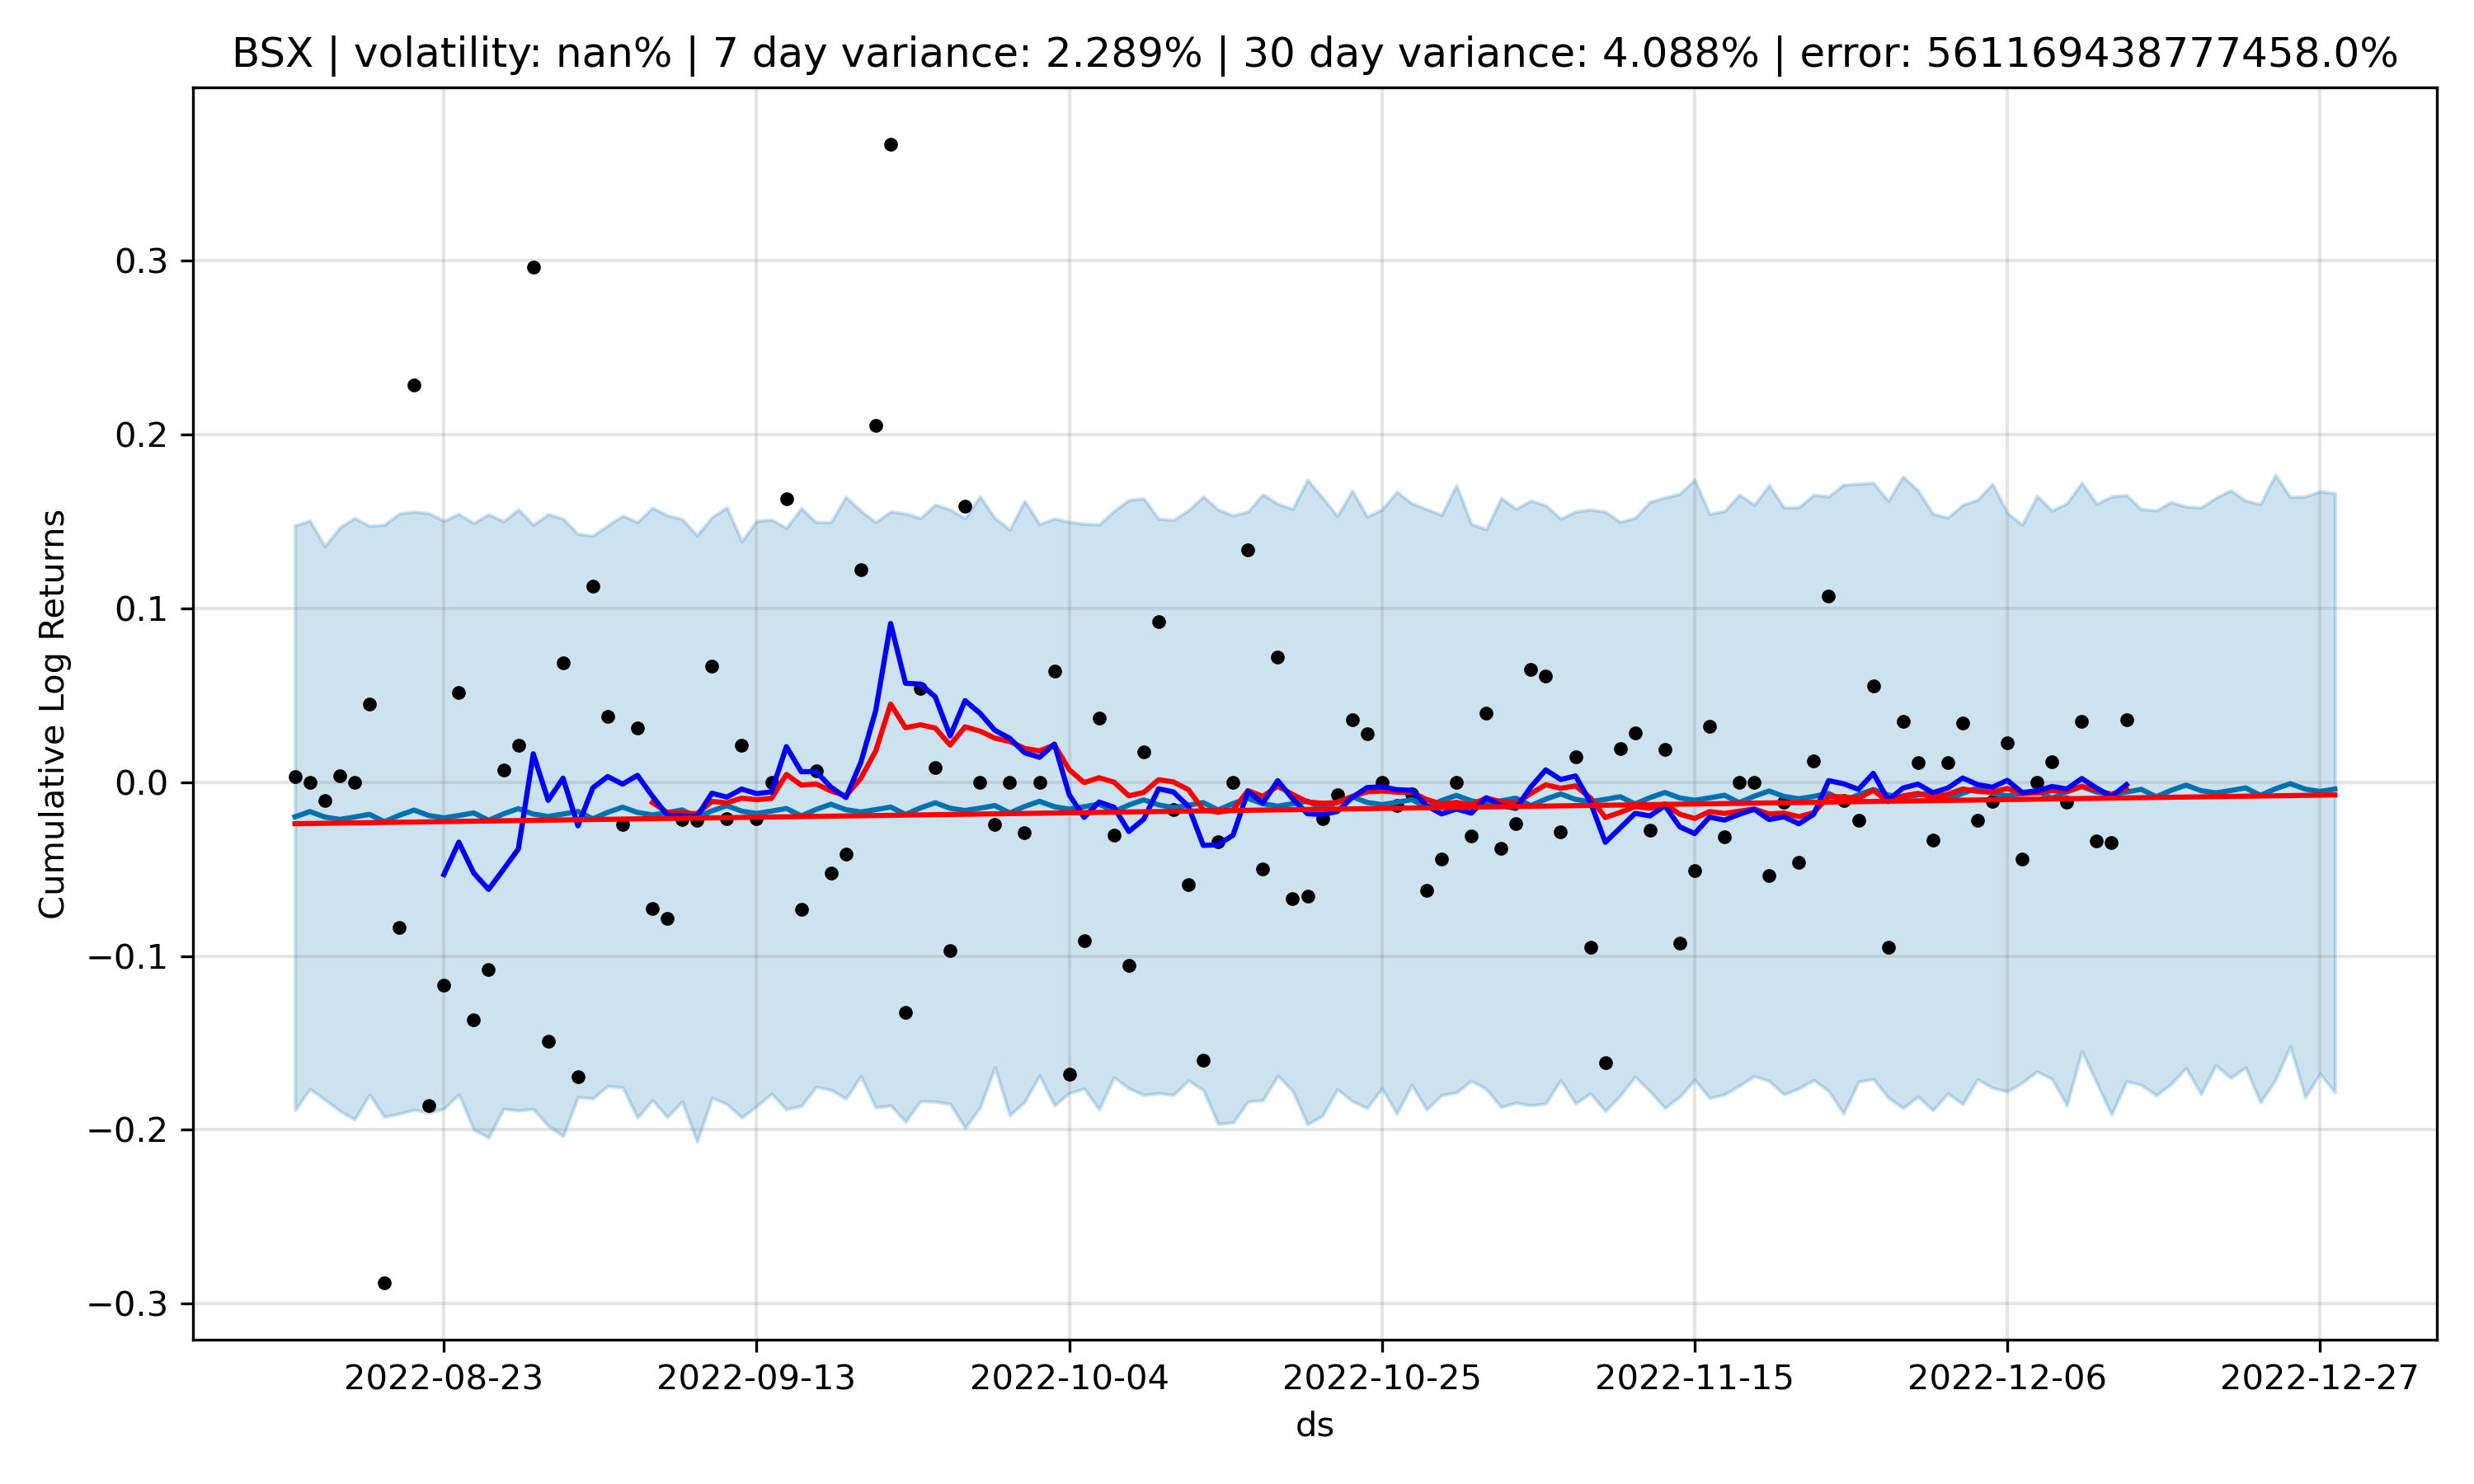 BSX | volatility: nan% | 7 day variance: 2.289% | 30 day variance: 4.088% | error: 561169438777458.0%
0.3
0.2
0.1
0.0
−0.1
−0.2
−0.3
Cumulative Log Returns
2022-08-23 2022-09-13 2022-10-04 2022-10-25 2022-11-15 2022-12-06 2022-12-27
ds